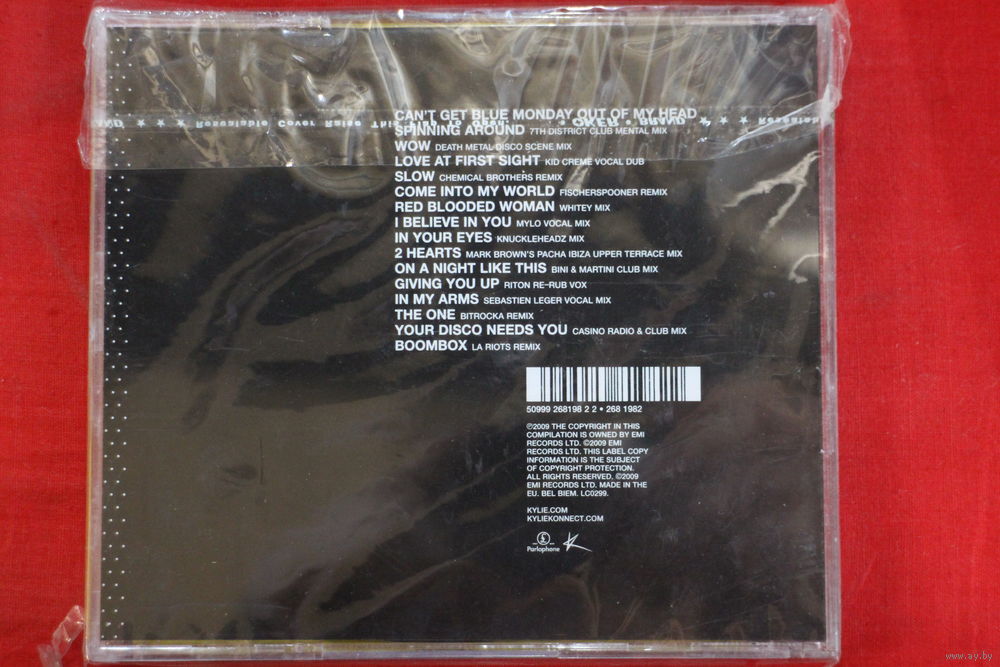 CAN'T GET BLUE MONDAY OUT OF MY HEAD
★ ★ ★ Resealable Cover Raise This Flap To Open ★ BRAND ★ ★ ★
SPINNING AROUND 7TH DISTRICT CLUB MENTAL MIX
WOW DEATH METAL DISCO SCENE MIX
LOVE AT FIRST SIGHT KID CREME VOCAL DUB
SLOW CHEMICAL BROTHERS REMIX
COME INTO MY WORLD FISCHERSPOONER REMIX
RED BLOODED WOMAN WHITEY MIX
I BELIEVE IN YOU MYLO VOCAL MIX
IN YOUR EYES KNUCKLEHEADZ MIX
2 HEARTS MARK BROWN'S PACHA IBIZA UPPER TERRACE MIX
ON A NIGHT LIKE THIS BINI & MARTINI CLUB MIX
GIVING YOU UP RITON RE-RUB VOX
IN MY ARMS SEBASTIEN LEGER VOCAL MIX
THE ONE BITROCKA REMIX
YOUR DISCO NEEDS YOU CASINO RADIO & CLUB MIX
BOOMBOX LA RIOTS REMIX
50999 268198 2 2 • 268 1982
℗2009 THE COPYRIGHT IN THIS
COMPILATION IS OWNED BY EMI
RECORDS LTD. ©2009 EMI
RECORDS LTD. THIS LABEL COPY
INFORMATION IS THE SUBJECT
OF COPYRIGHT PROTECTION.
ALL RIGHTS RESERVED. ©2009
EMI RECORDS LTD. MADE IN THE
EU. BEL BIEM. LC0299.
KYLIE.COM
KYLIEKONNECT.COM
£
Parlophone K
www.ay.by